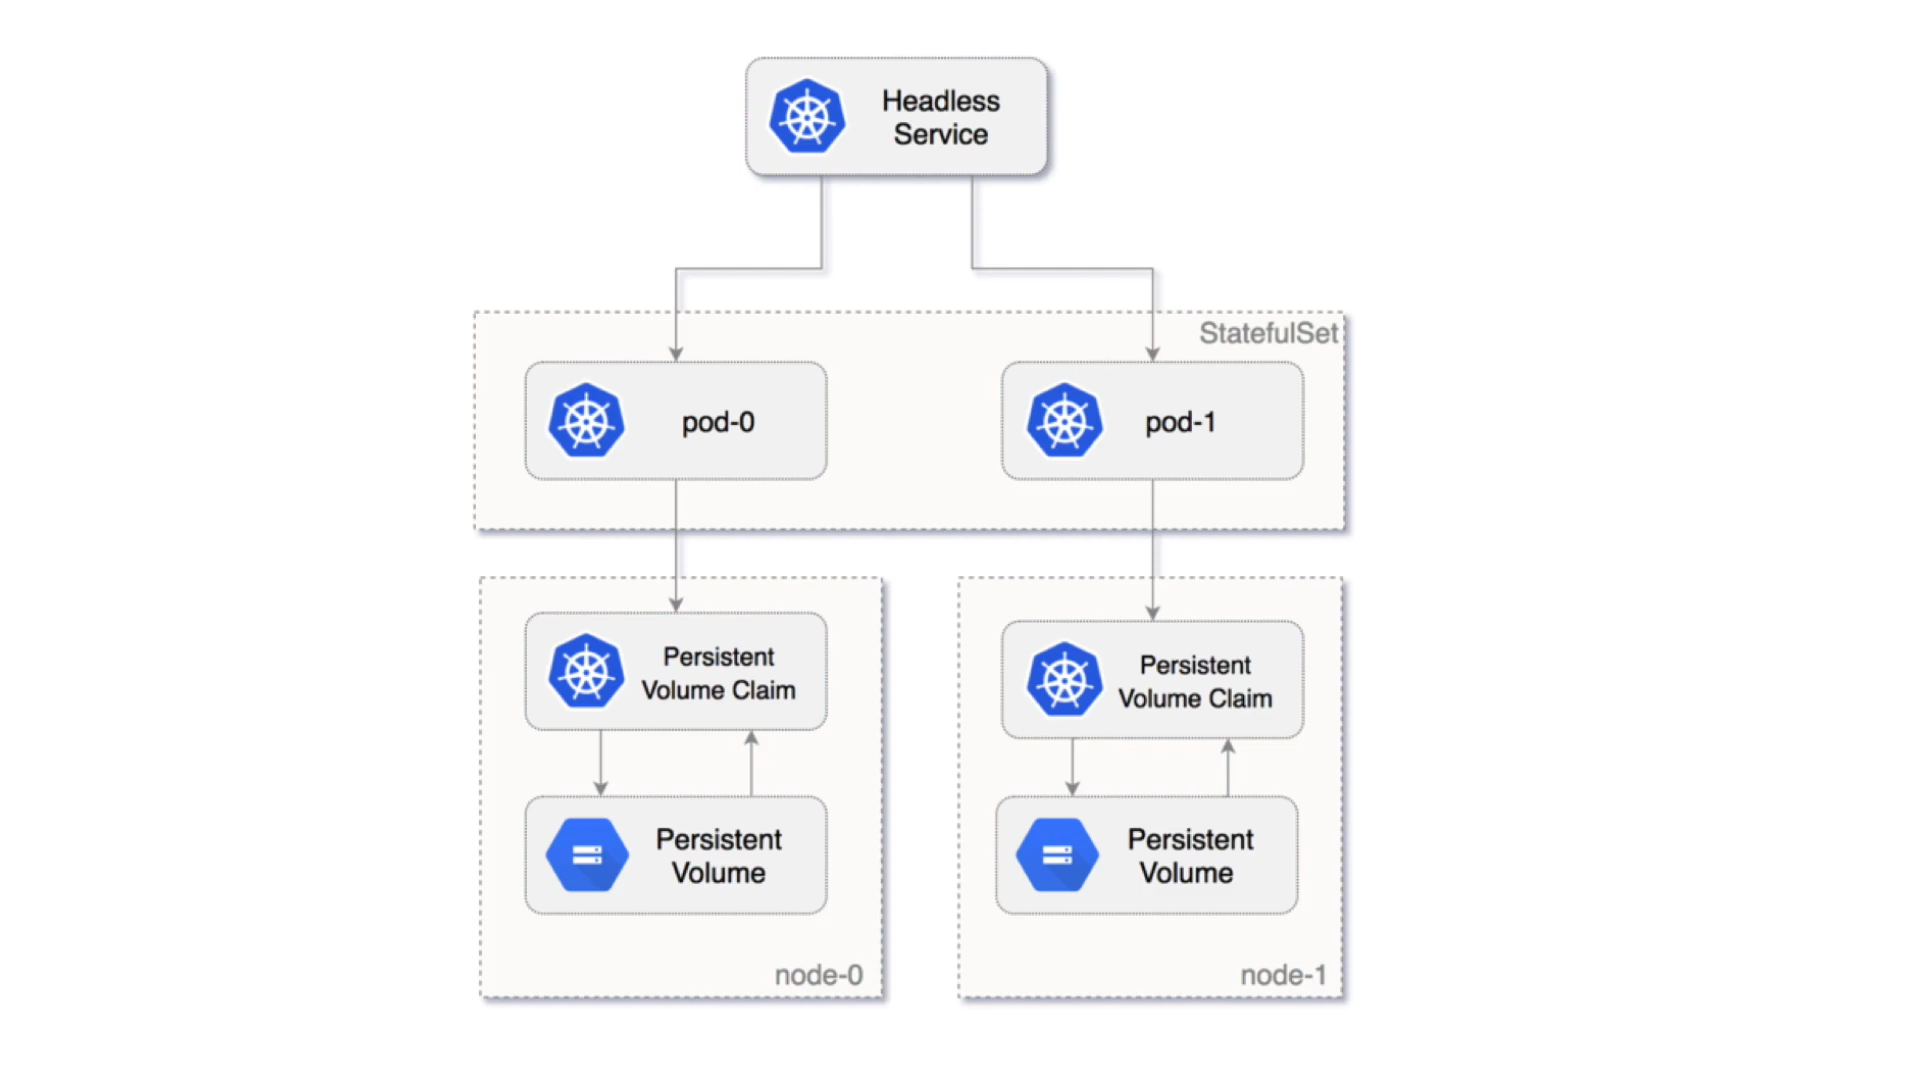 Headless
Service
StatefulSet
pod-0
pod-1
Persistent
Volume Claim
Persistent
Volume Claim
Persistent
Volume
Persistent
Volume
node-0
node-1